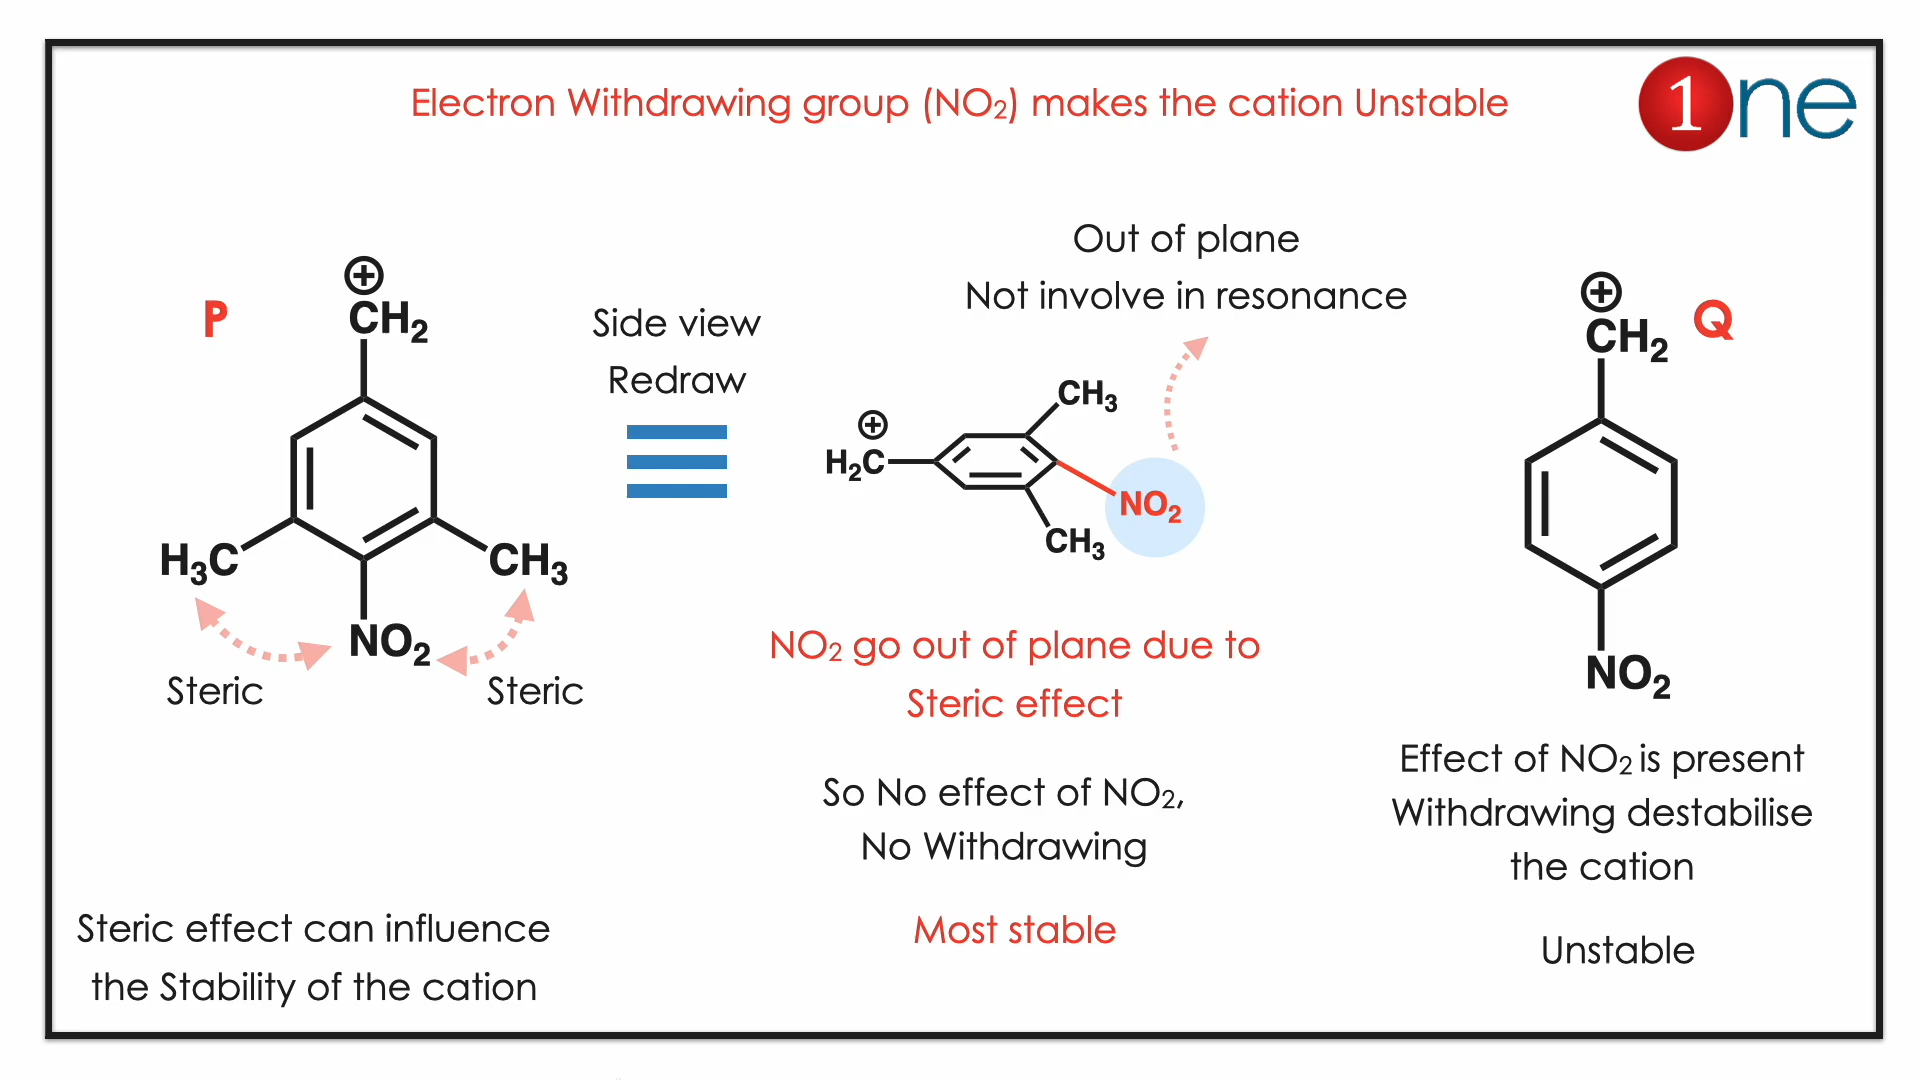 Electron Withdrawing group (NO₂) makes the cation Unstable
1ne
P
⊕
CH₂
H₃C
CH₃
NO₂
Steric
Steric
Steric effect can influence
the Stability of the cation
Side view
Redraw
Out of plane
Not involve in resonance
⊕
H₂C
CH₃
NO₂
CH₃
NO₂ go out of plane due to
Steric effect
So No effect of NO₂,
No Withdrawing
Most stable
⊕
CH₂
Q
NO₂
Effect of NO₂ is present
Withdrawing destabilise
the cation
Unstable